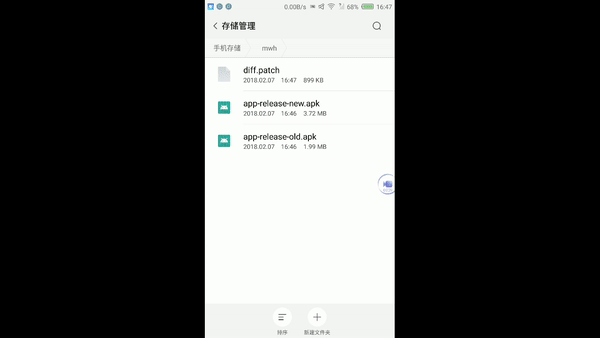 0.00B/s 68% 16:47
存储管理
手机存储 mwh
diff.patch
2018.02.07 16:47 899 KB
app-release-new.apk
2018.02.07 16:46 3.72 MB
app-release-old.apk
2018.02.07 16:46 1.99 MB
排序 新建文件夹